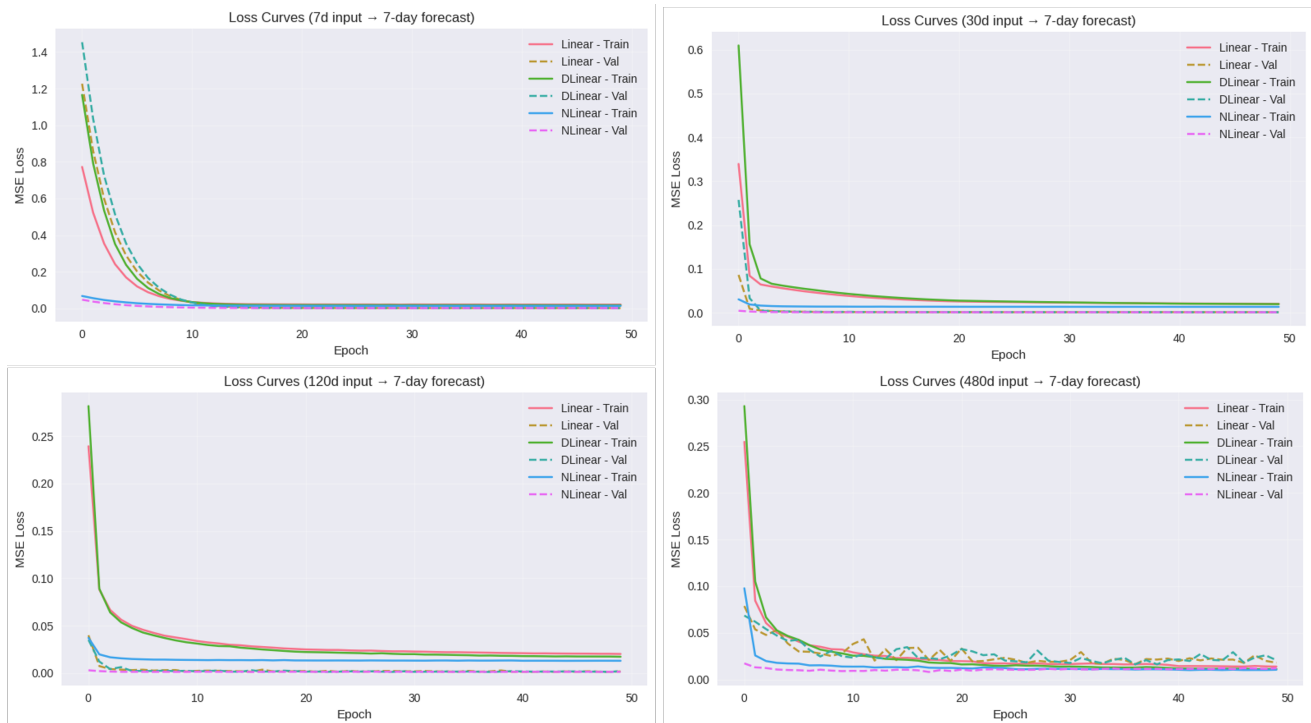 Loss Curves (7d input → 7-day forecast)
MSE Loss
1.4
1.2
1.0
0.8
0.6
0.4
0.2
0.0
0
10
20
30
40
50
Epoch
Linear - Train
Linear - Val
DLinear - Train
DLinear - Val
NLinear - Train
NLinear - Val
Loss Curves (30d input → 7-day forecast)
MSE Loss
0.6
0.5
0.4
0.3
0.2
0.1
0.0
0
10
20
30
40
50
Epoch
Linear - Train
Linear - Val
DLinear - Train
DLinear - Val
NLinear - Train
NLinear - Val
Loss Curves (120d input → 7-day forecast)
MSE Loss
0.25
0.20
0.15
0.10
0.05
0.00
0
10
20
30
40
50
Epoch
Linear - Train
Linear - Val
DLinear - Train
DLinear - Val
NLinear - Train
NLinear - Val
Loss Curves (480d input → 7-day forecast)
MSE Loss
0.30
0.25
0.20
0.15
0.10
0.05
0.00
0
10
20
30
40
50
Epoch
Linear - Train
Linear - Val
DLinear - Train
DLinear - Val
NLinear - Train
NLinear - Val